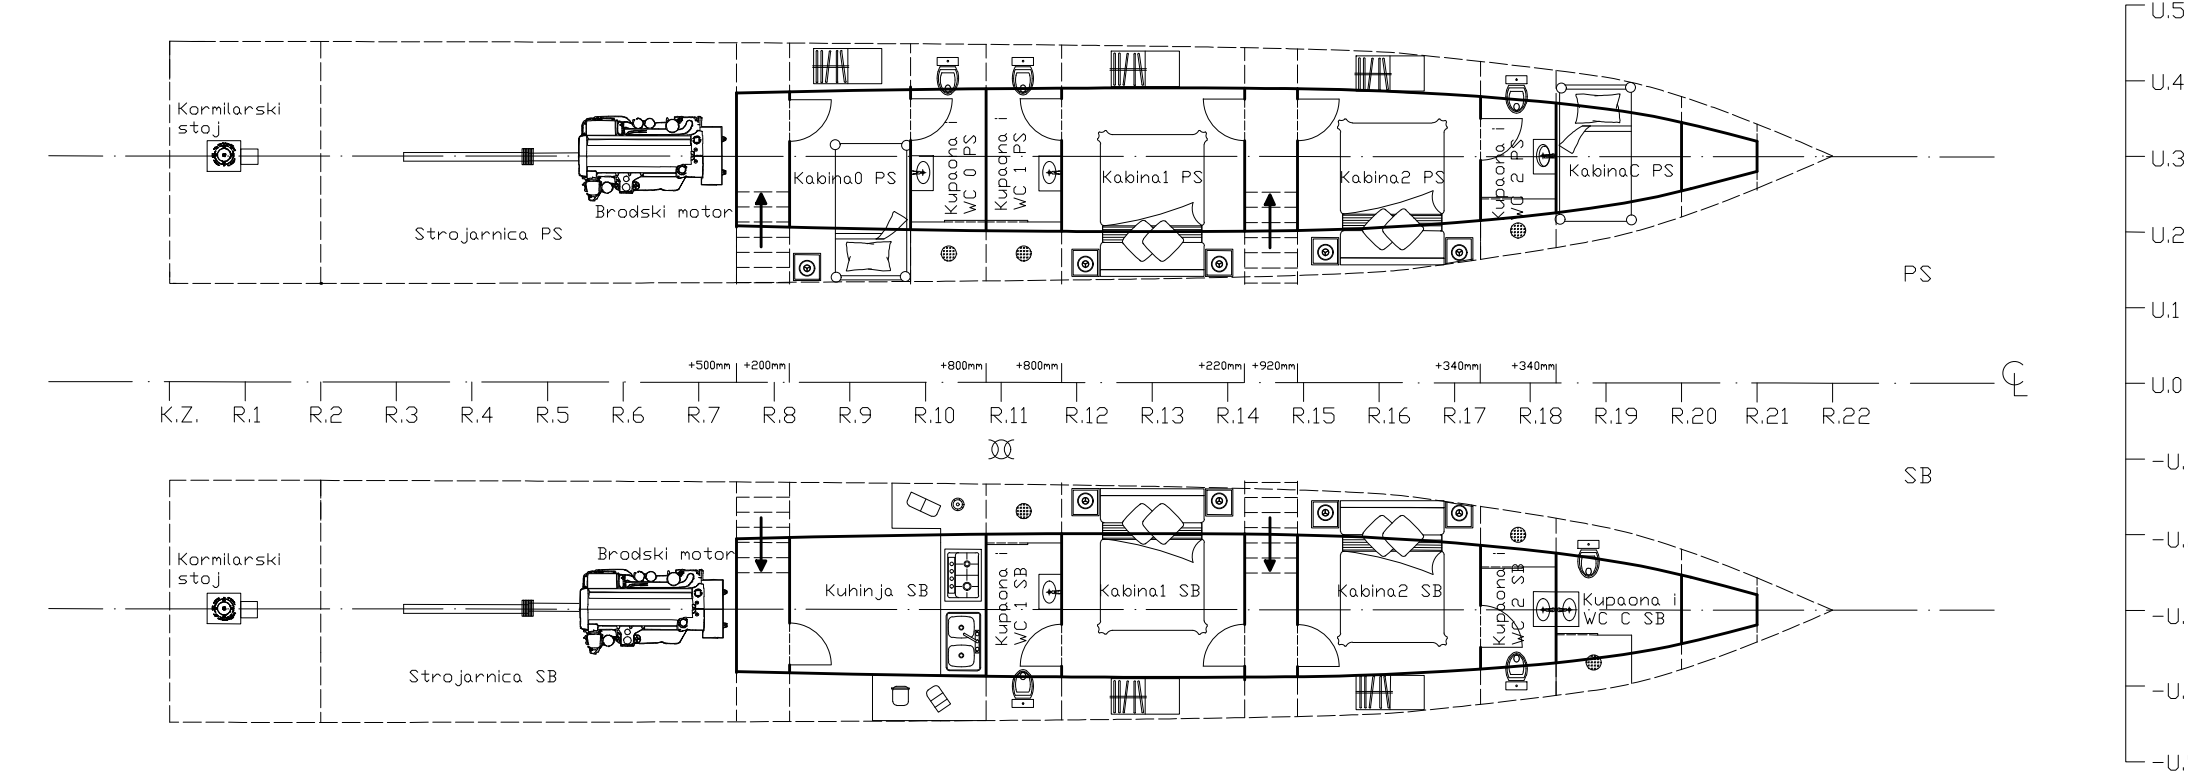 U.5
U.4
U.3
U.2
U.1
U.0
-U.
-U.
-U.
-U.
-U.
Kormilarski
stoj
Brodski motor
Strojarnica PS
Kabina0 PS
Kupaona i
WC 0 PS
Kupaona i
WC 1 PS
Kabina1 PS
Kabina2 PS
Kupaona i
WC 2 PS
KabinaC PS
PS
+500mm
+200mm
+800mm
+800mm
+220mm
+920mm
+340mm
+340mm
CL
K.Z.
R.1
R.2
R.3
R.4
R.5
R.6
R.7
R.8
R.9
R.10
R.11
R.12
R.13
R.14
R.15
R.16
R.17
R.18
R.19
R.20
R.21
R.22
SB
Kormilarski
stoj
Brodski motor
Strojarnica SB
Kuhinja SB
Kupaona i
WC 1 SB
Kabina1 SB
Kabina2 SB
Kupaona i
WC 2 SB
Kupaona i
WC C SB